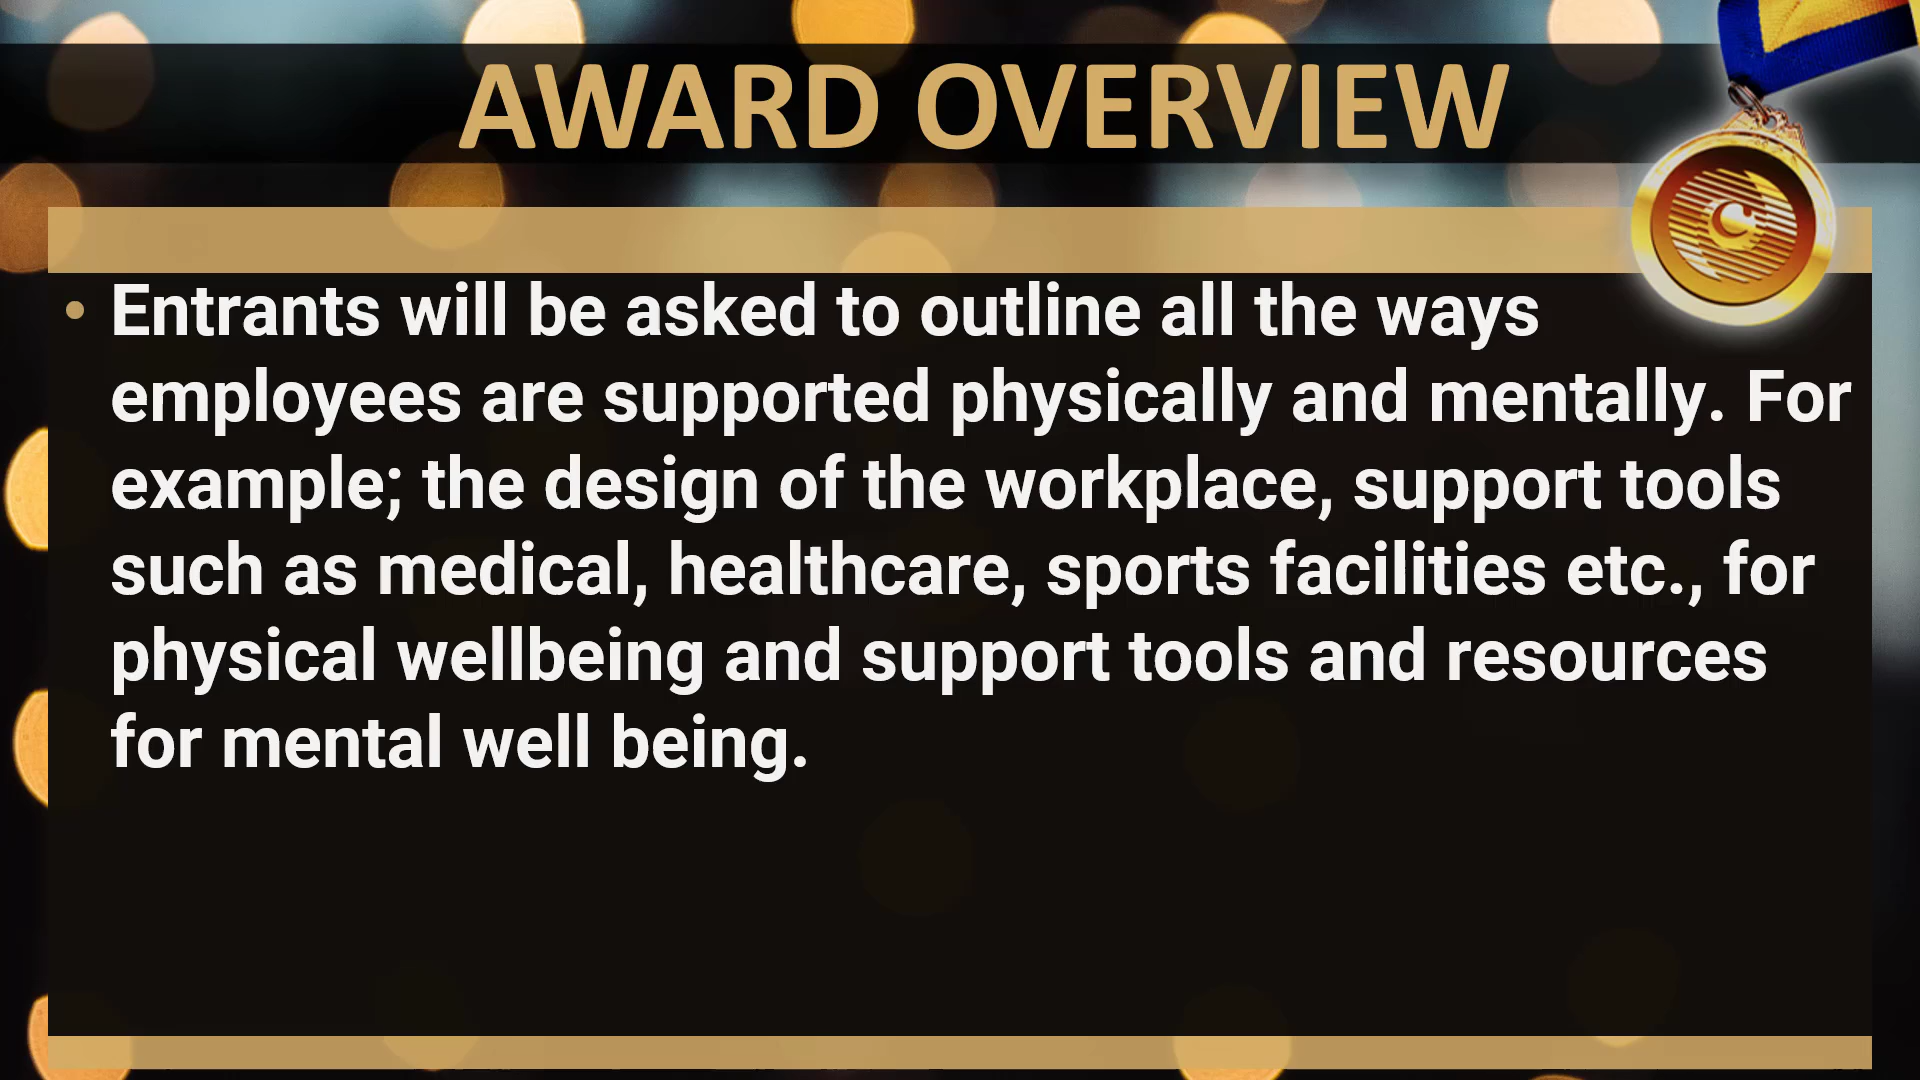 AWARD OVERVIEW
• Entrants will be asked to outline all the ways
employees are supported physically and mentally. For
example; the design of the workplace, support tools
such as medical, healthcare, sports facilities etc., for
physical wellbeing and support tools and resources
for mental well being.